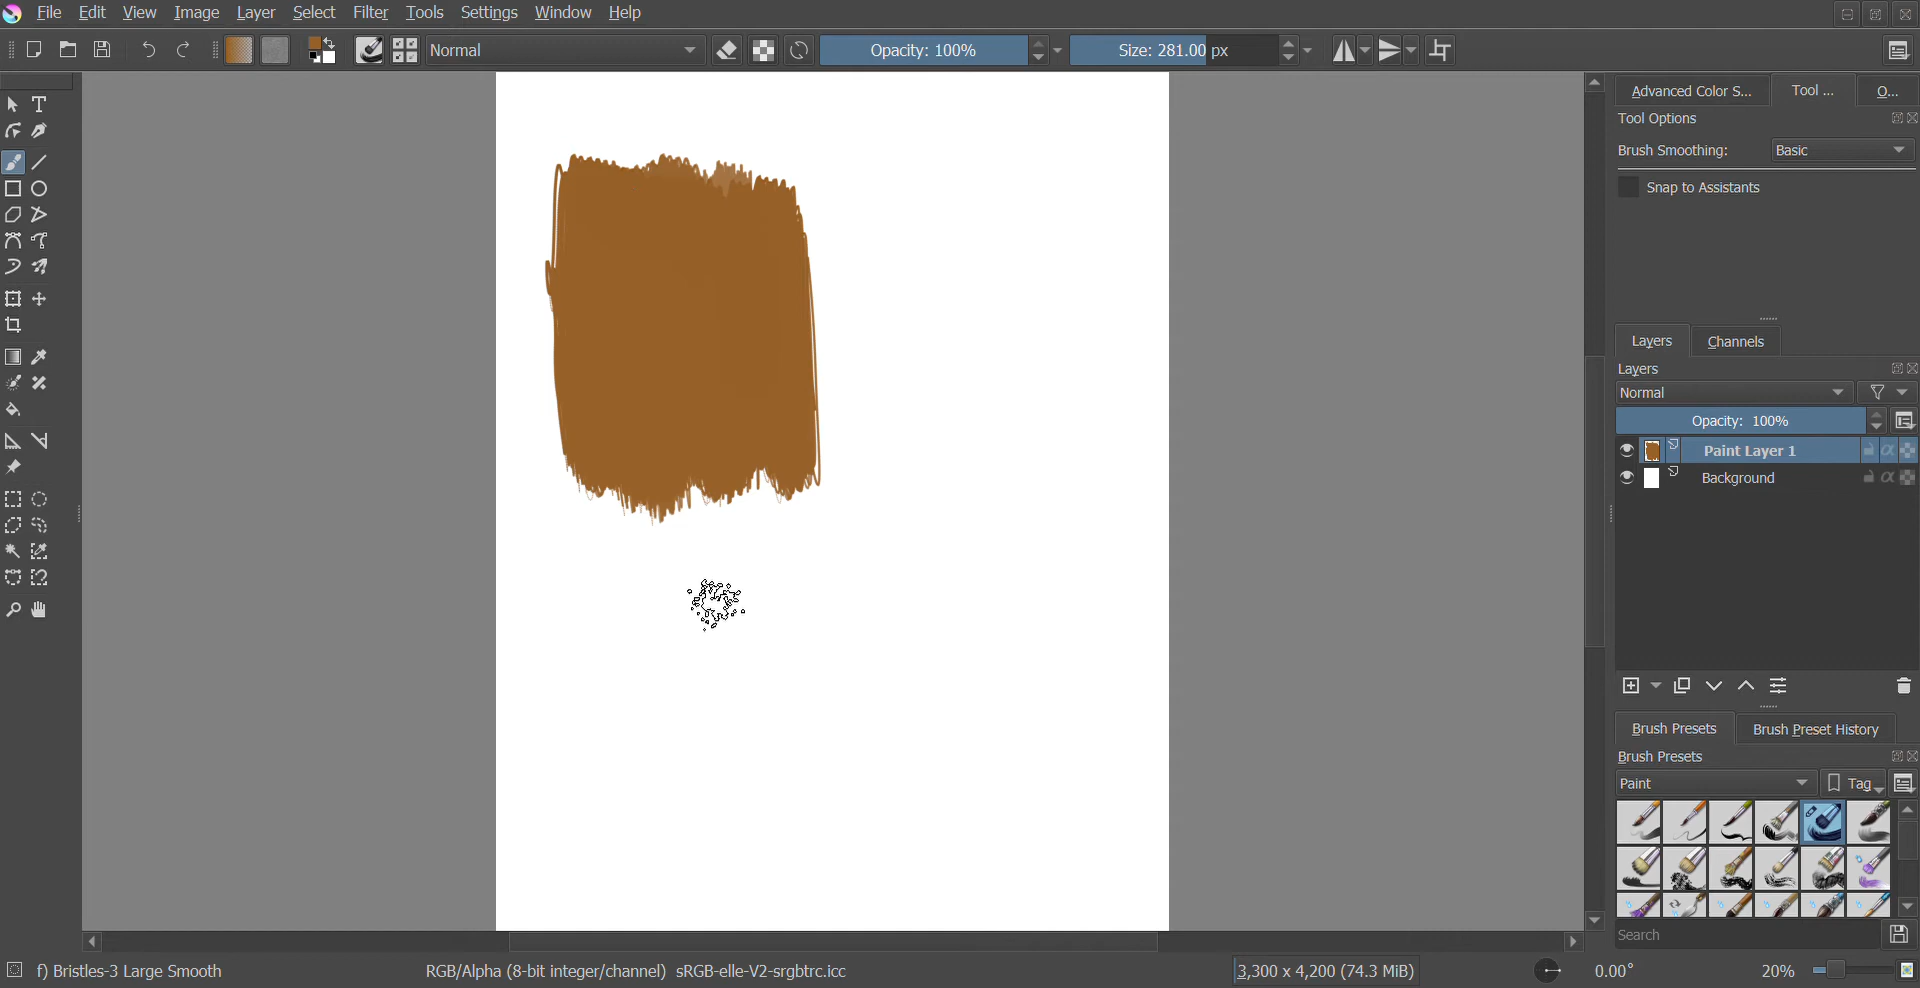 File Edit View Image Layer Select Filter Tools Settings Window Help
Normal Opacity: 100% Size: 281.00 px
Advanced Color S... Tool ... O...
Tool Options
Brush Smoothing: Basic
Snap to Assistants
Layers Channels
Layers
Normal
Opacity: 100%
Paint Layer 1
Background
Brush Presets Brush Preset History
Brush Presets
Paint Tag
Search
f) Bristles-3 Large Smooth RGB/Alpha (8-bit integer/channel) sRGB-elle-V2-srgbtrc.icc 3,300 x 4,200 (74.3 MiB) 0.00° 20%